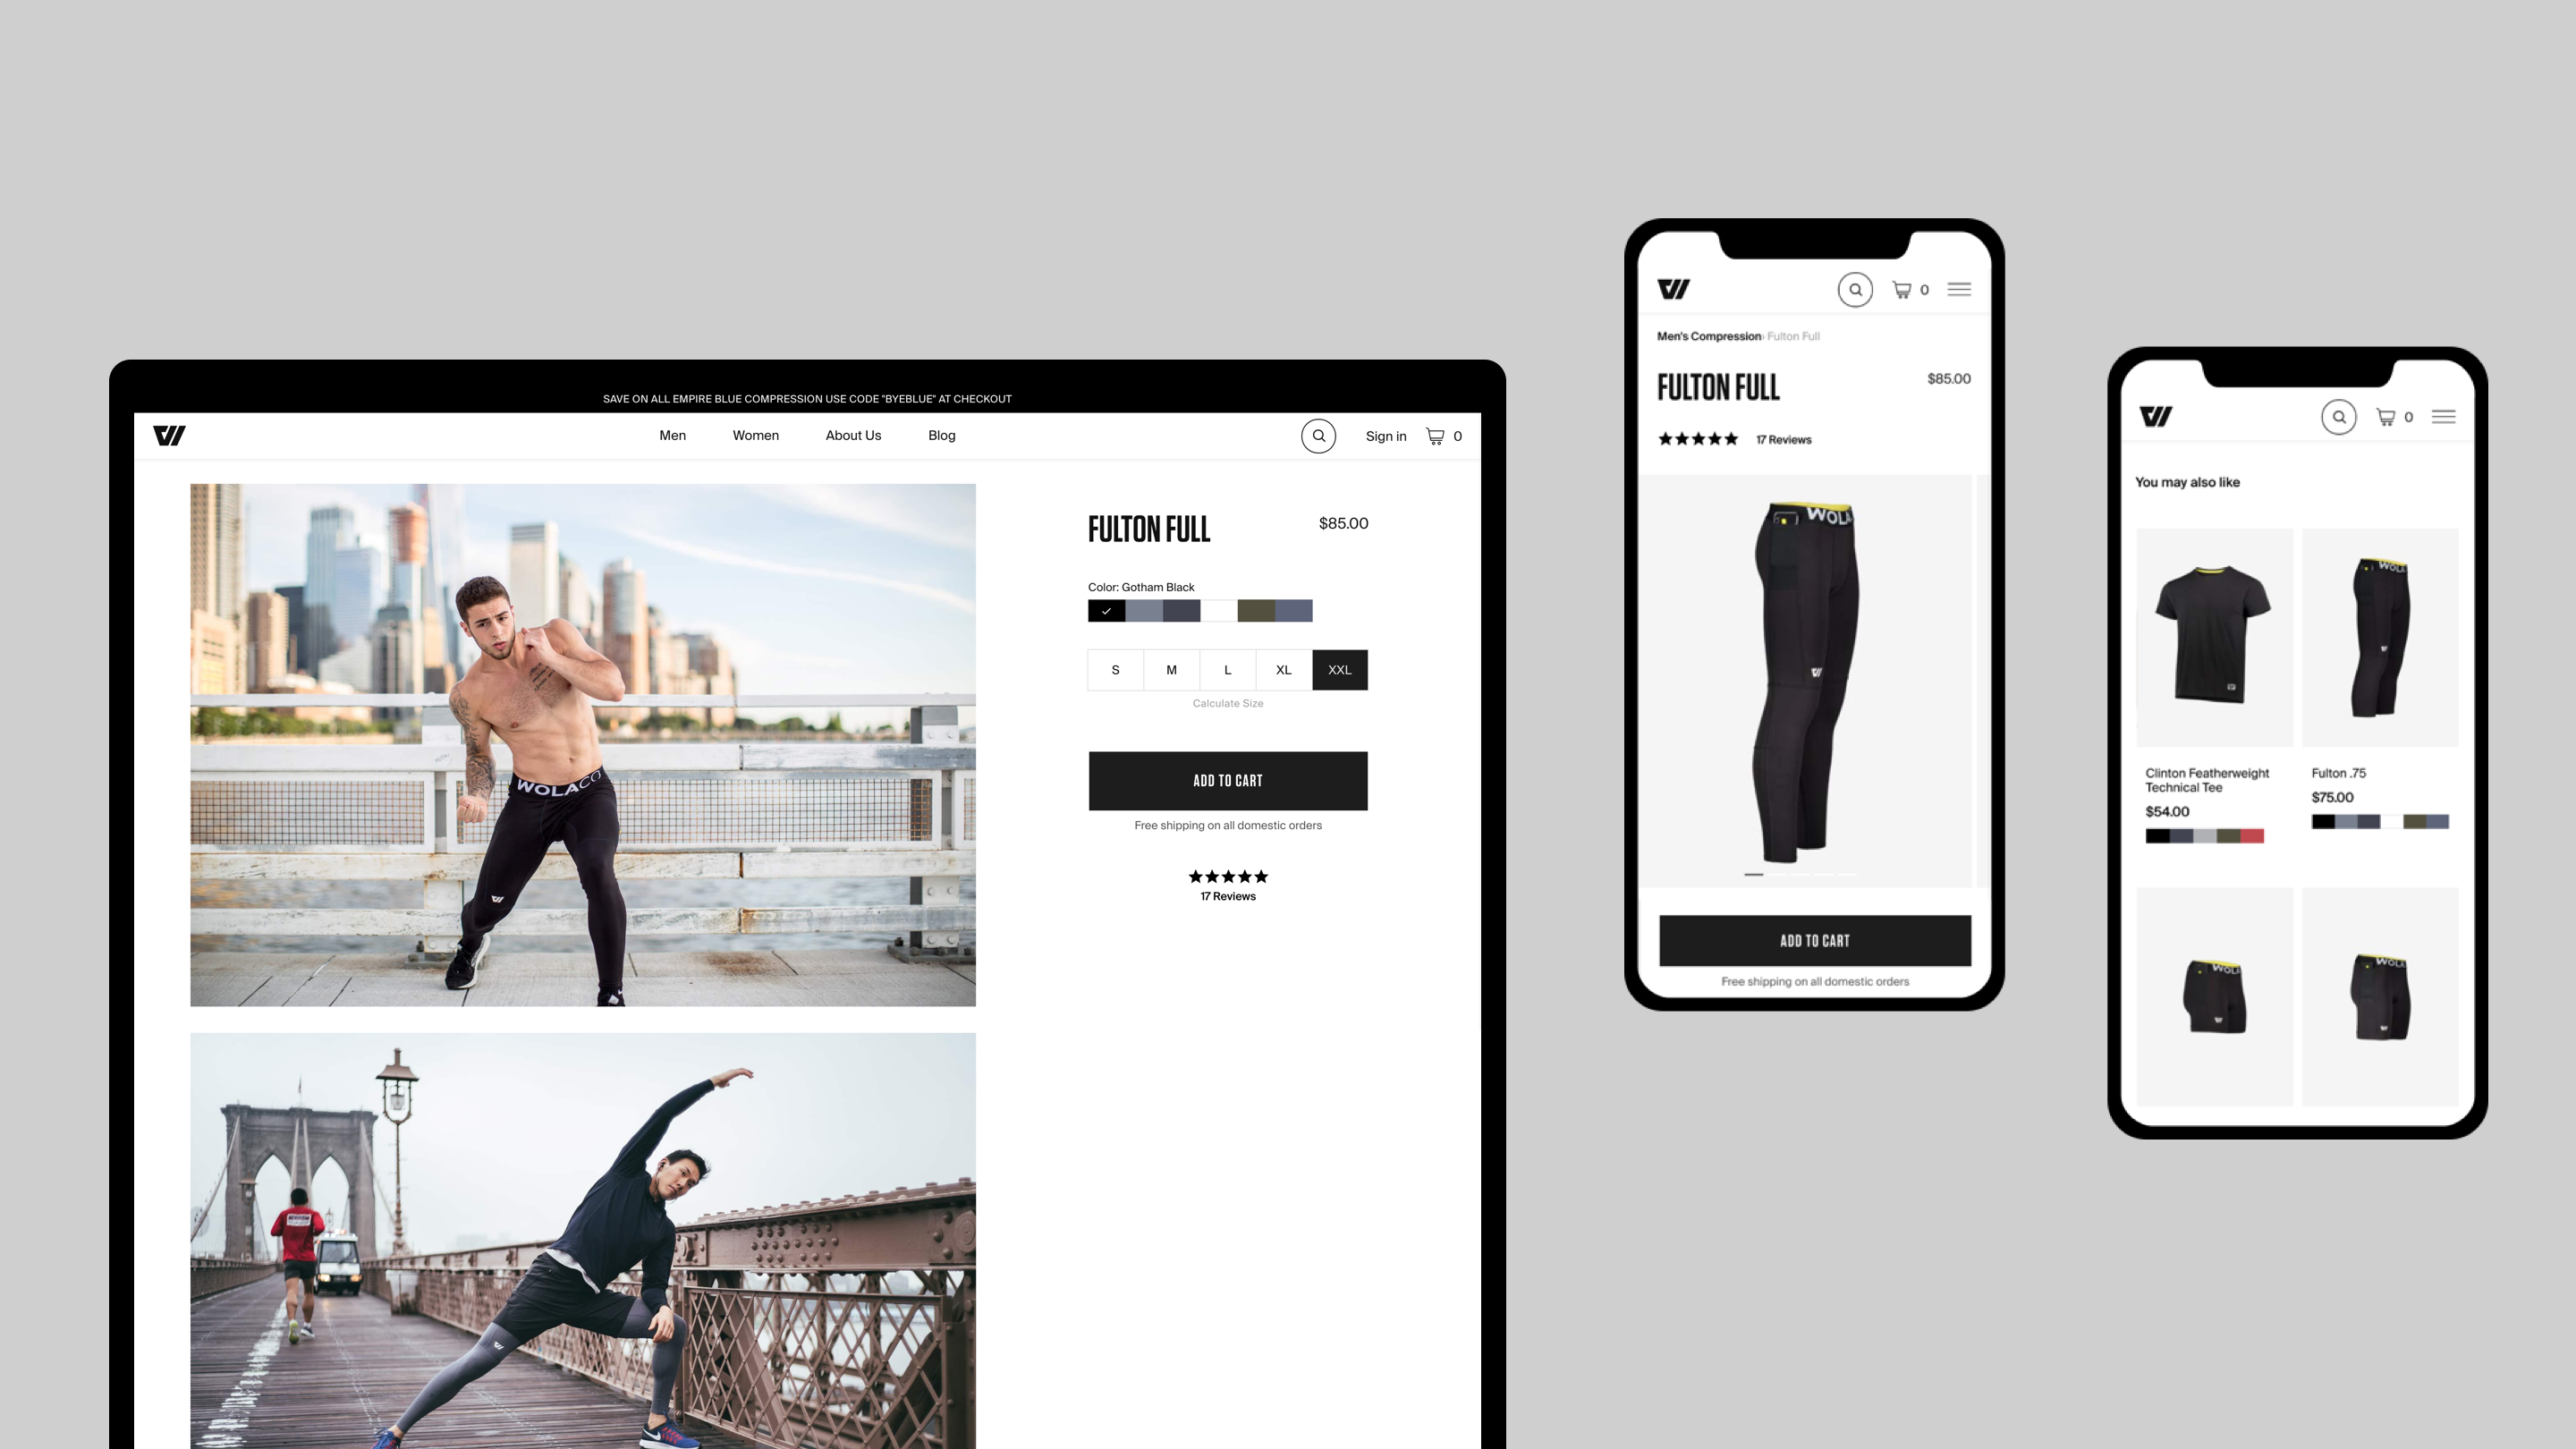 SAVE ON ALL EMPIRE BLUE COMPRESSION USE CODE "BYEBLUE" AT CHECKOUT
Men Women About Us Blog Sign in 0
WOLACO
FULTON FULL $85.00
Color: Gotham Black
S M L XL XXL
Calculate Size
ADD TO CART
Free shipping on all domestic orders
17 Reviews
0
Men's Compression › Fulton Full
FULTON FULL $85.00
17 Reviews
WOLA
ADD TO CART
Free shipping on all domestic orders
0
You may also like
WOLA
Clinton Featherweight
Technical Tee
$54.00
Fulton .75
$75.00
WOLA
WOLA